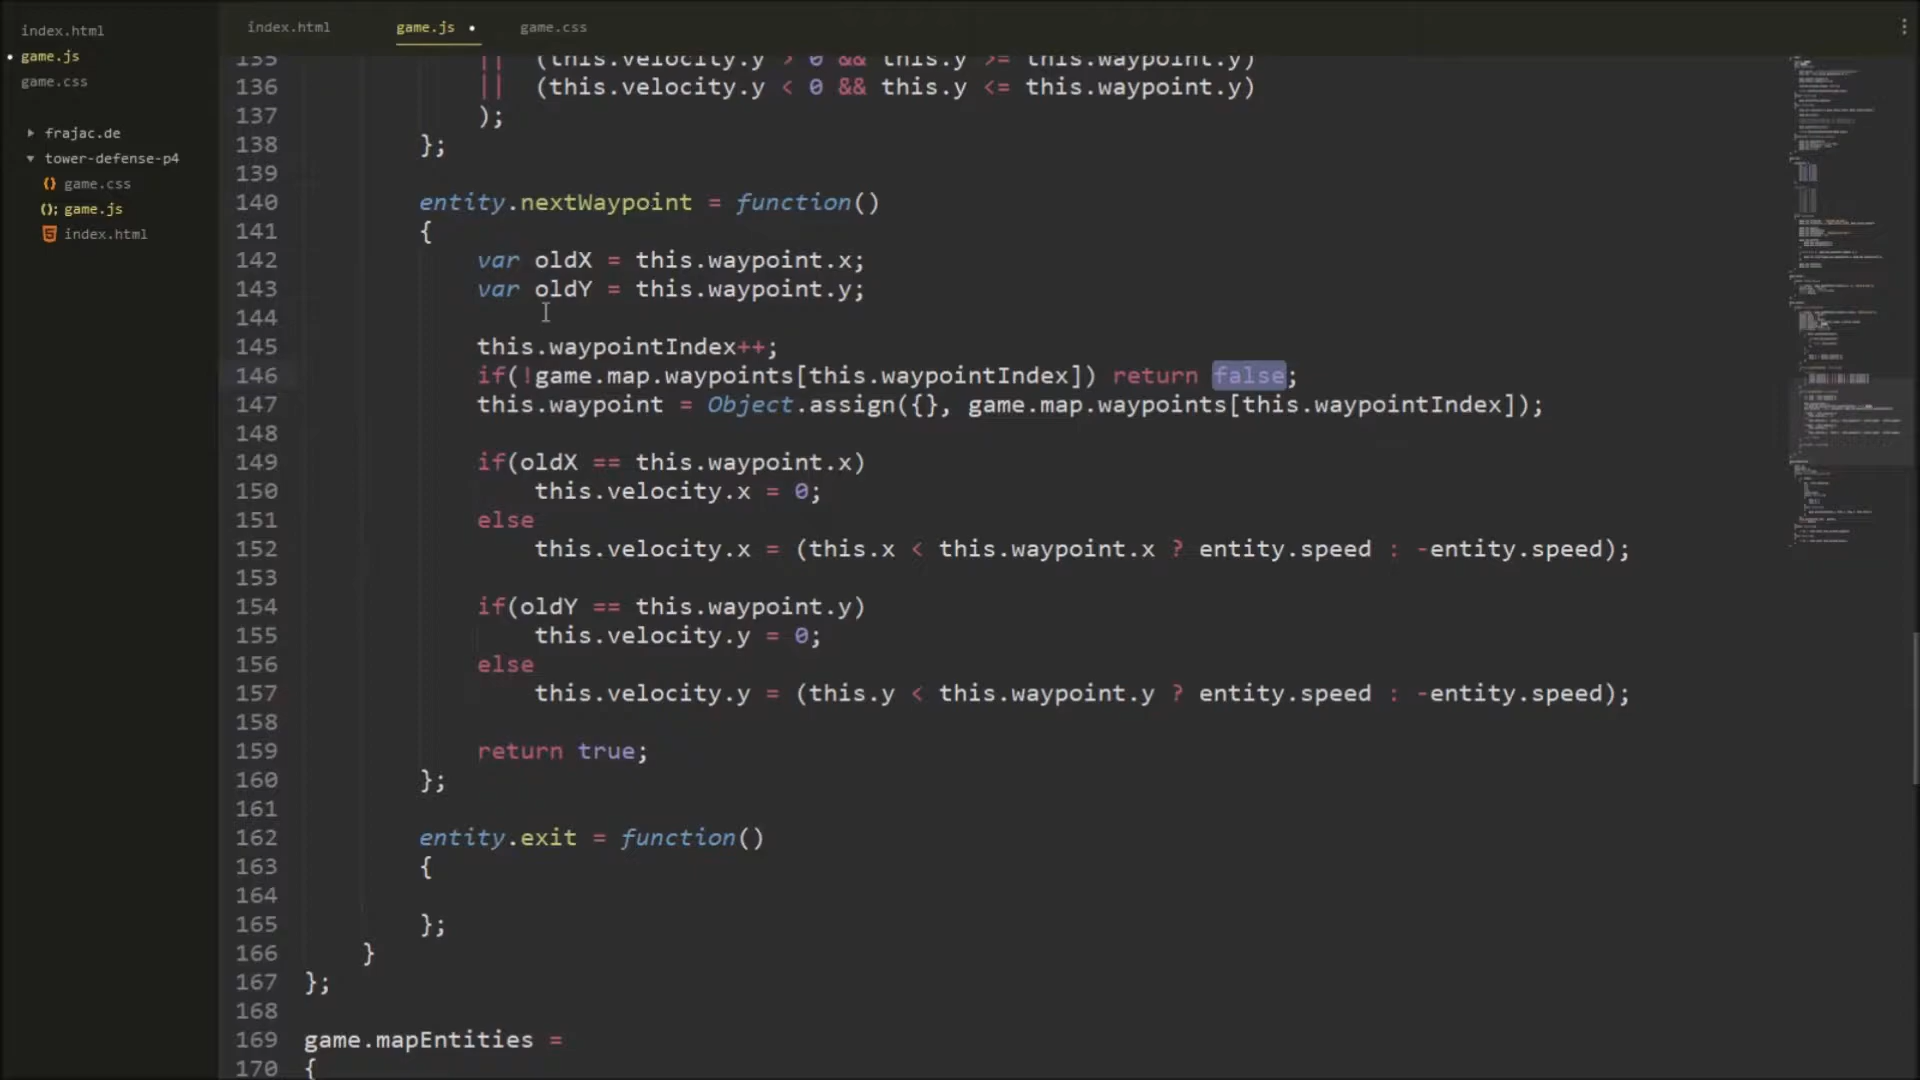 index.html
game.js
game.css
frajac.de
tower-defense-p4
game.css
game.js
index.html
index.html game.js game.css
135 || (this.velocity.y > 0 && this.y >= this.waypoint.y)
136 || (this.velocity.y < 0 && this.y <= this.waypoint.y)
137 );
138 };
139
140 entity.nextWaypoint = function()
141 {
142 var oldX = this.waypoint.x;
143 var oldY = this.waypoint.y;
144
145 this.waypointIndex++;
146 if(!game.map.waypoints[this.waypointIndex]) return false;
147 this.waypoint = Object.assign({}, game.map.waypoints[this.waypointIndex]);
148
149 if(oldX == this.waypoint.x)
150 this.velocity.x = 0;
151 else
152 this.velocity.x = (this.x < this.waypoint.x ? entity.speed : -entity.speed);
153
154 if(oldY == this.waypoint.y)
155 this.velocity.y = 0;
156 else
157 this.velocity.y = (this.y < this.waypoint.y ? entity.speed : -entity.speed);
158
159 return true;
160 };
161
162 entity.exit = function()
163 {
164
165 };
166 }
167 };
168
169 game.mapEntities =
170 {